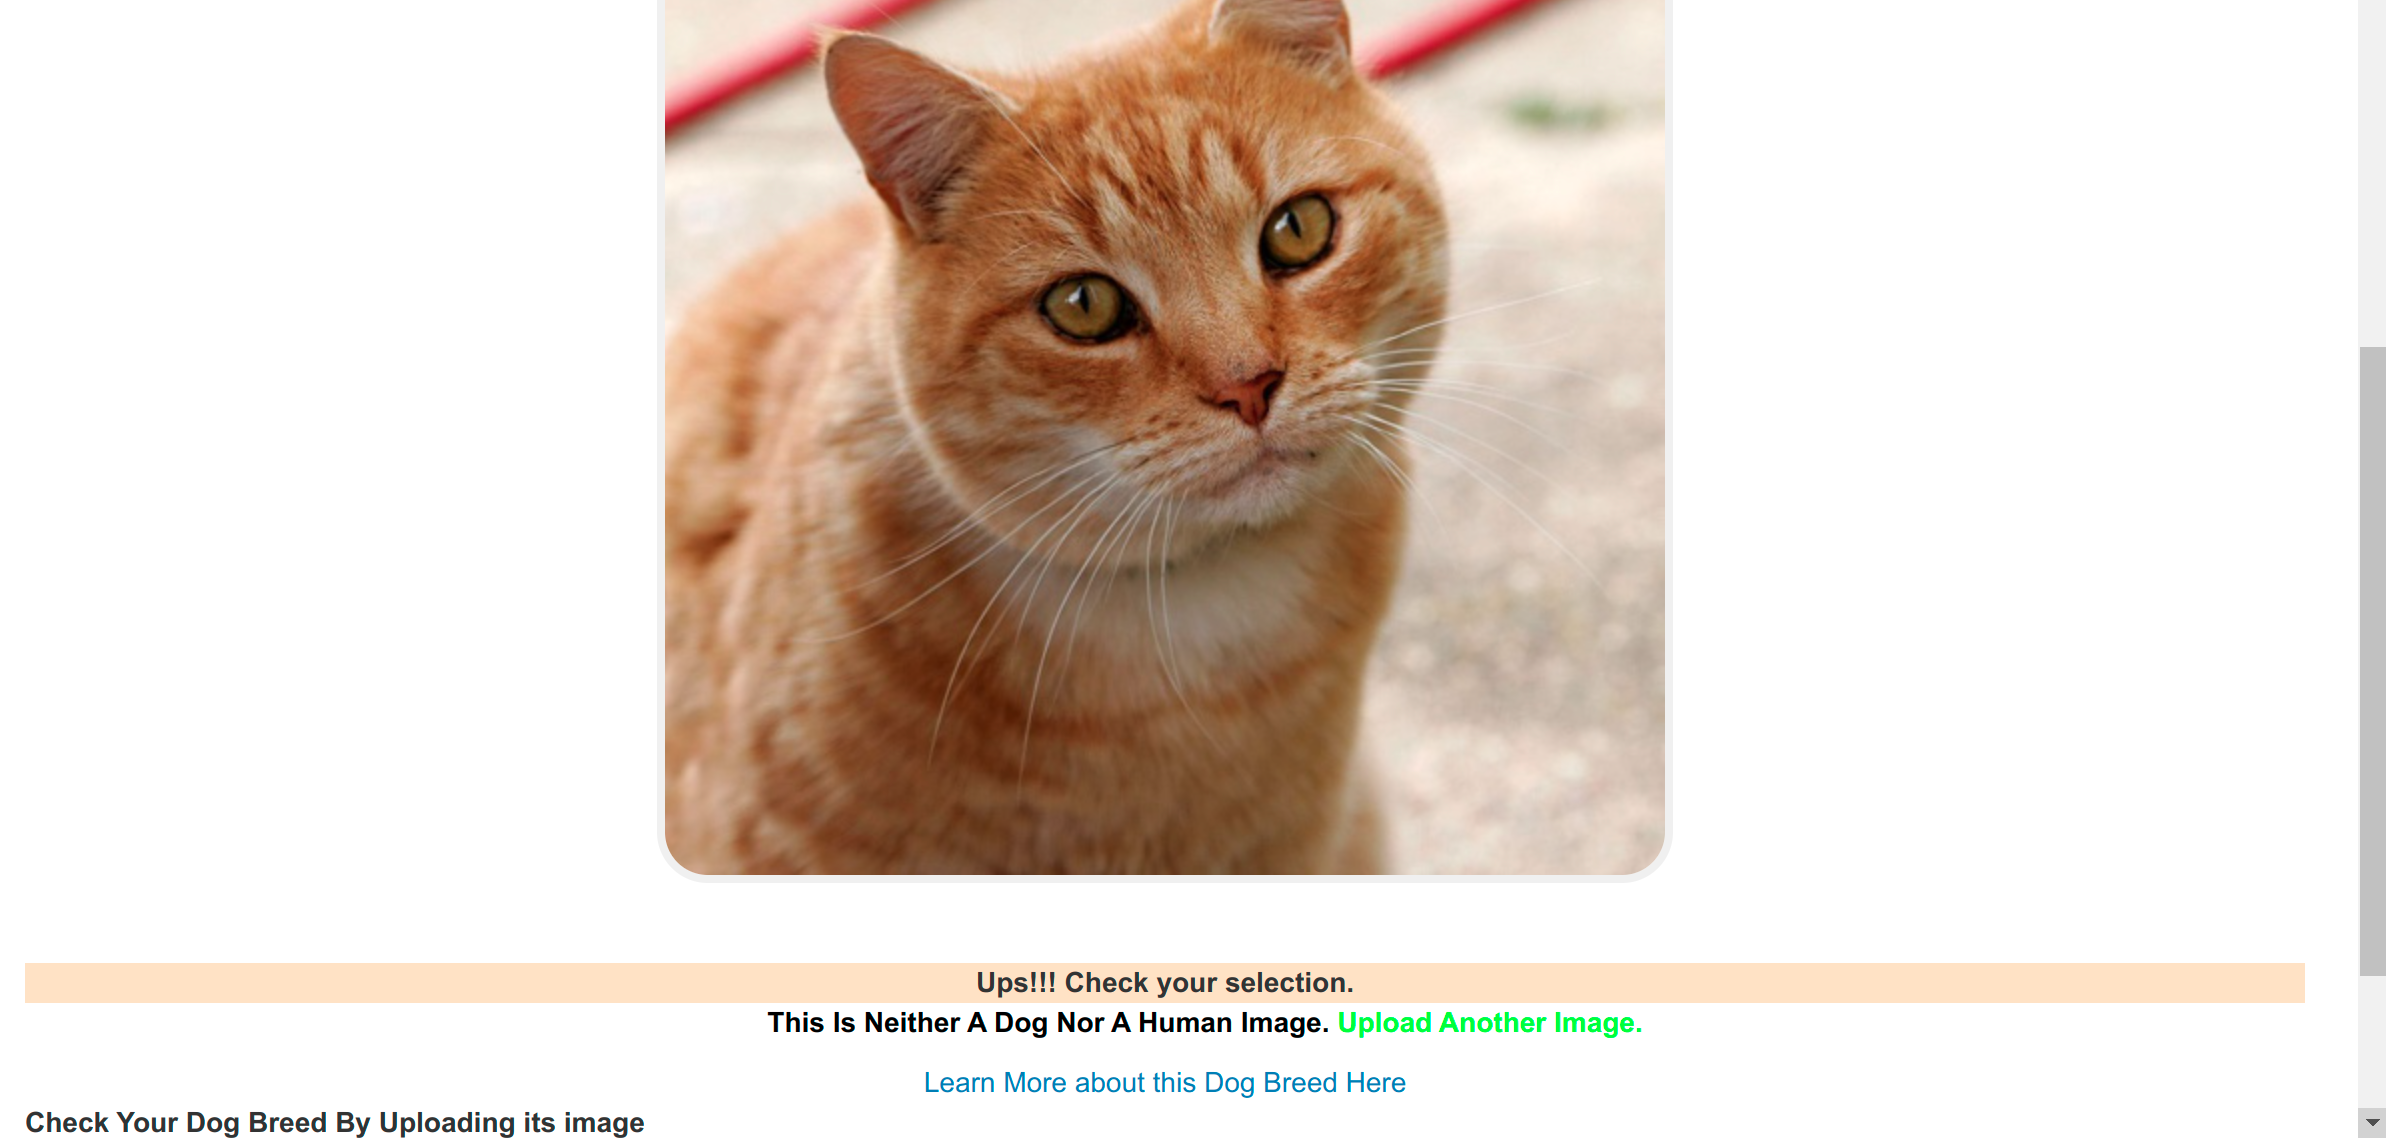 Ups!!! Check your selection.
This Is Neither A Dog Nor A Human Image. Upload Another Image.
Learn More about this Dog Breed Here
Check Your Dog Breed By Uploading its image